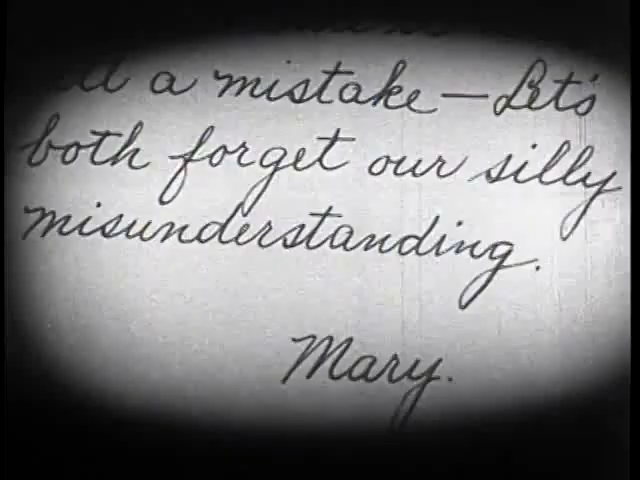 a mistake—Let's
both forget our silly
misunderstanding.
Mary.